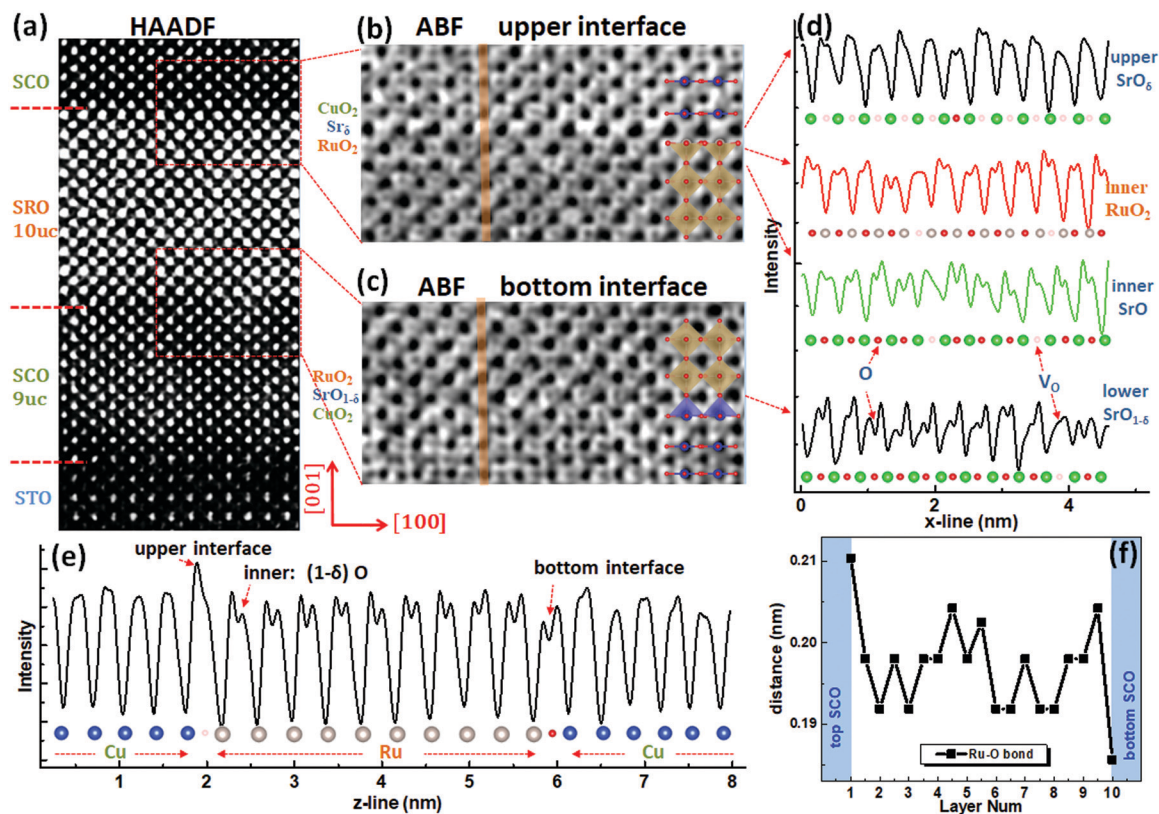 (a)
HAADF
SCO
SRO
10uc
SCO
9uc
STO
[001]
[100]
(b)
ABF
upper interface
CuO₂
Srδ
RuO₂
(c)
ABF
bottom interface
RuO₂
SrO₁₋δ
CuO₂
(d)
upper
SrOδ
inner
RuO₂
inner
SrO
O
Vo
lower
SrO₁₋δ
Intensity
0
2
4
x-line (nm)
(e)
upper interface
inner: (1-δ) O
bottom interface
Intensity
Cu
Ru
Cu
1
2
3
4
5
6
7
8
z-line (nm)
(f)
0.21
0.20
0.19
distance (nm)
top SCO
bottom SCO
Ru-O bond
1 2 3 4 5 6 7 8 9 10
Layer Num